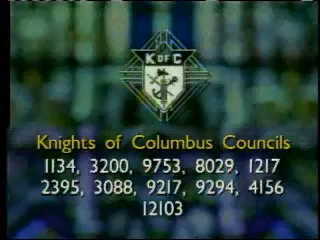 K OF C
Knights of Columbus Councils
1134, 3200, 9753, 8029, 1217
2395, 3088, 9217, 9294, 4156
12103